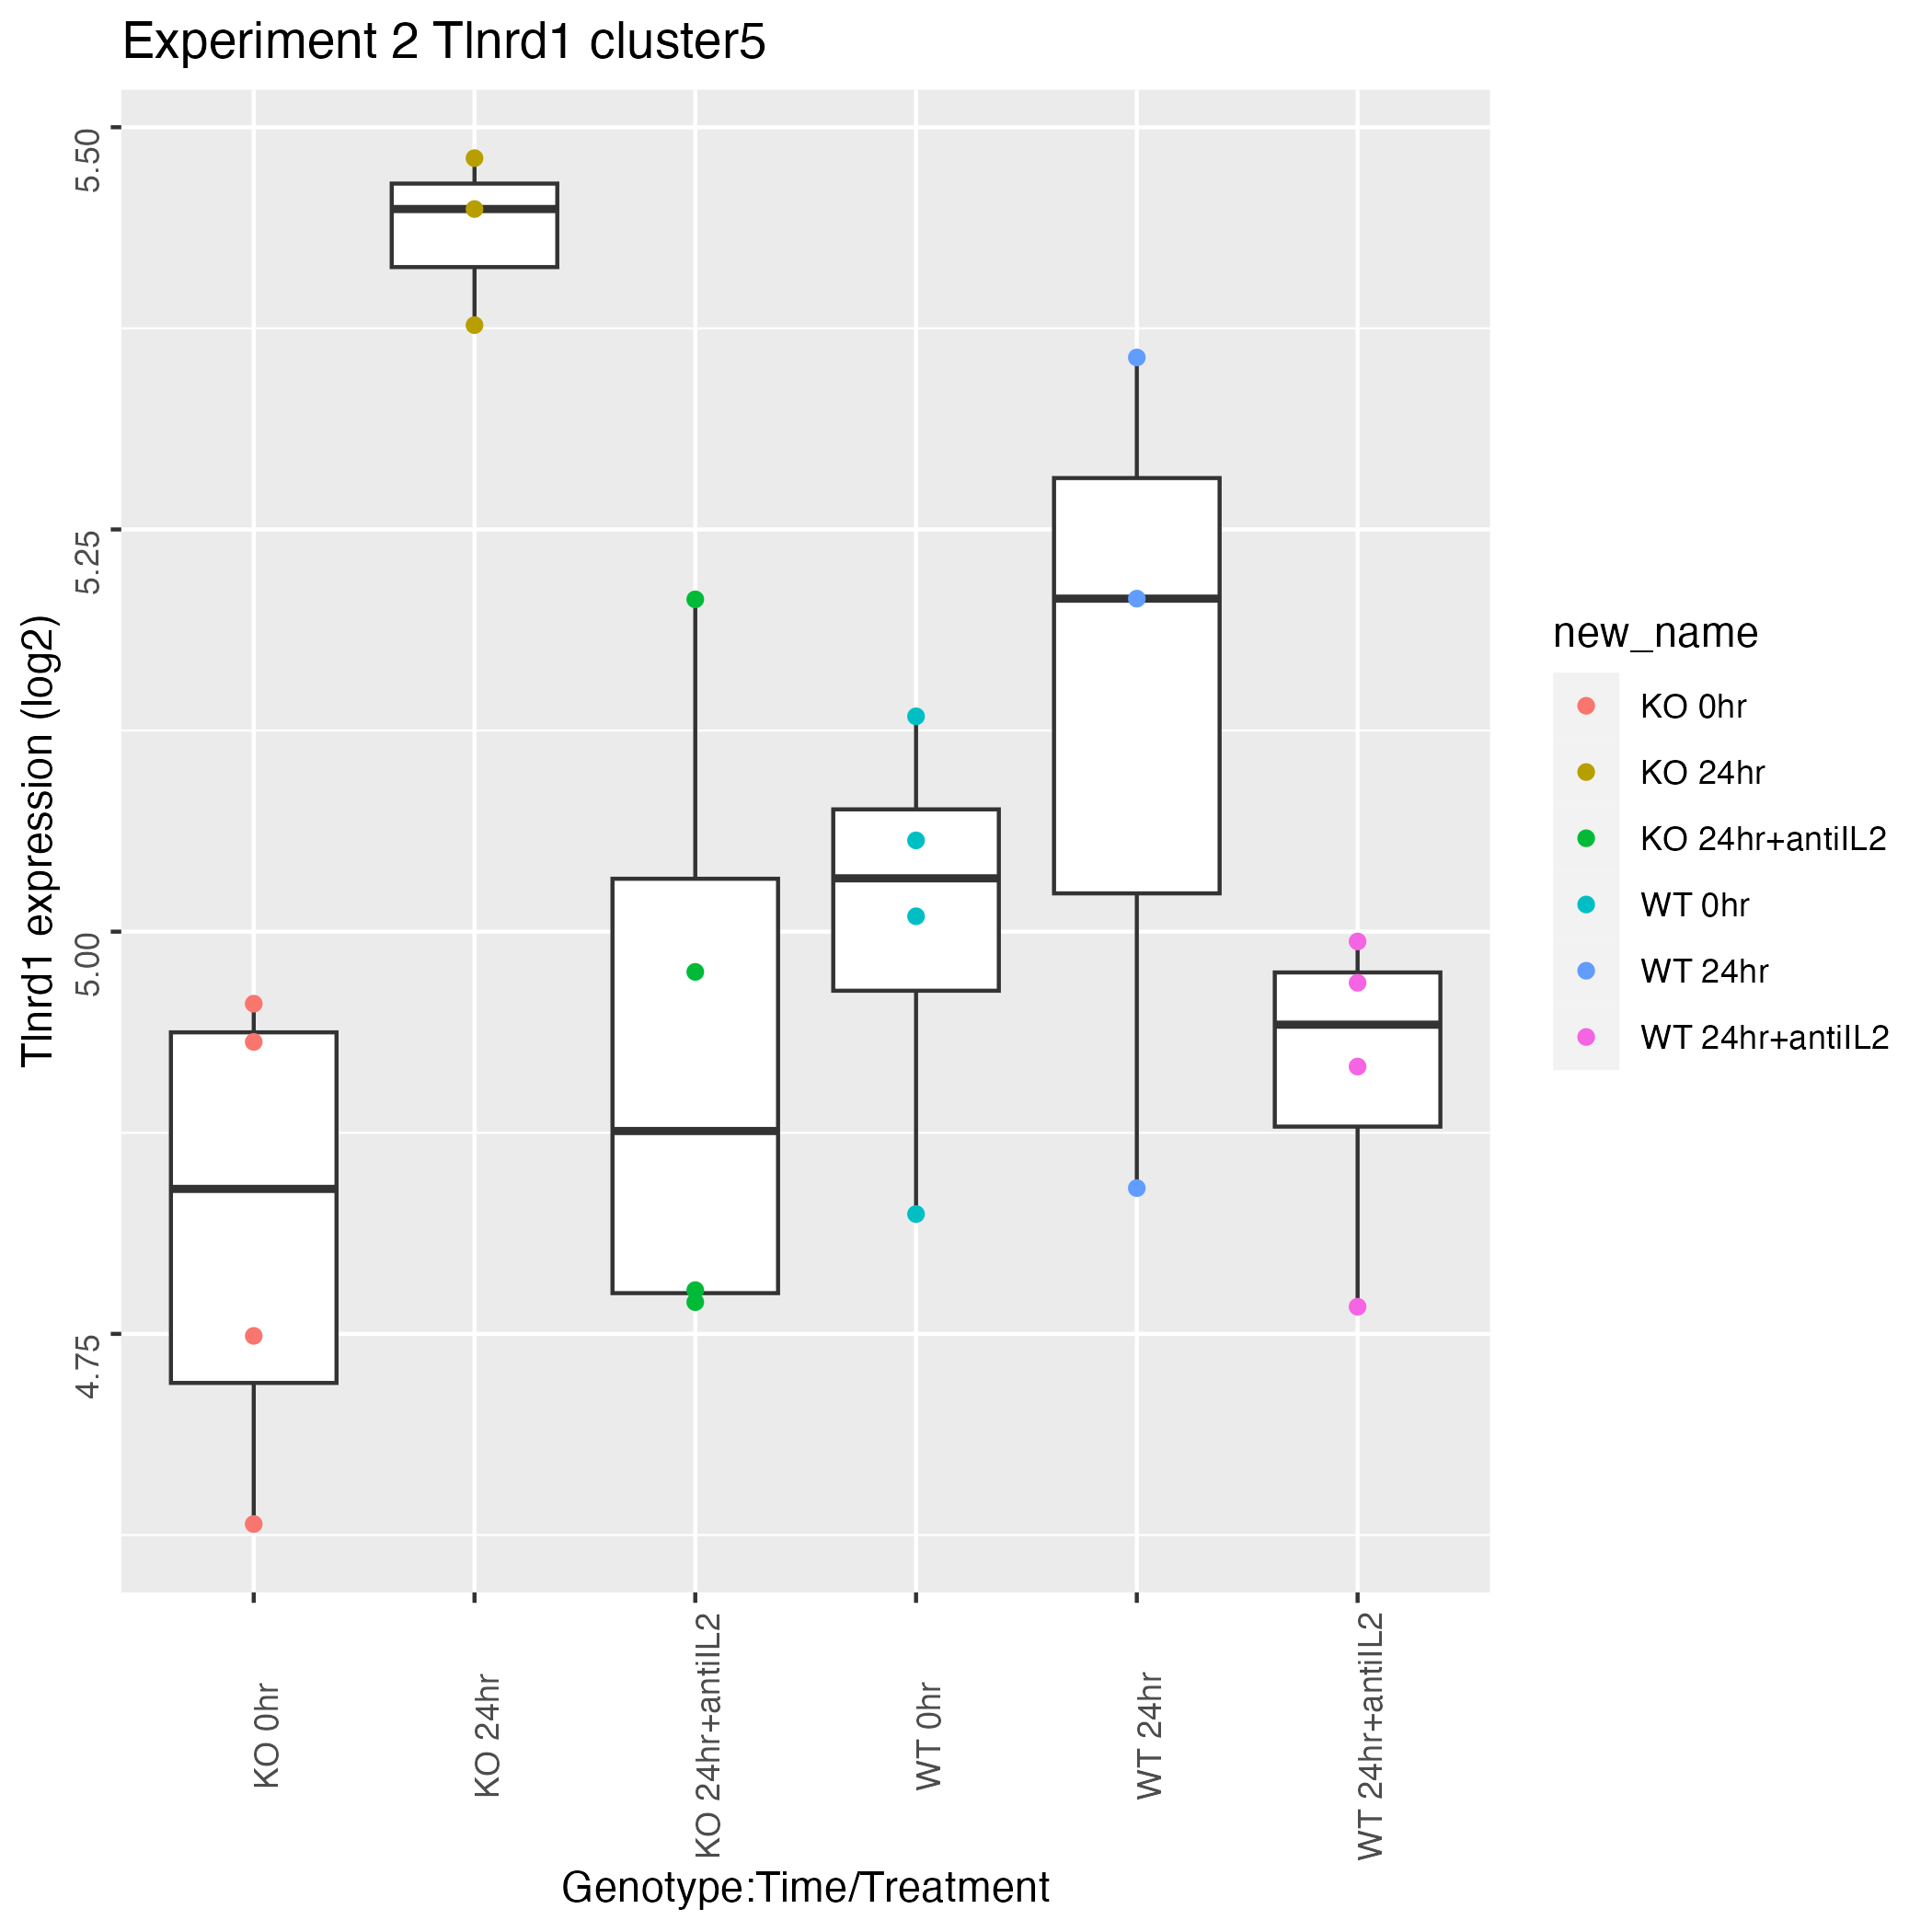 Experiment 2 Tlnrd1 cluster5
Tlnrd1 expression (log2)
5.50
5.25
5.00
4.75
KO 0hr
KO 24hr
KO 24hr+antiIL2
WT 0hr
WT 24hr
WT 24hr+antiIL2
Genotype:Time/Treatment
new_name
KO 0hr
KO 24hr
KO 24hr+antiIL2
WT 0hr
WT 24hr
WT 24hr+antiIL2